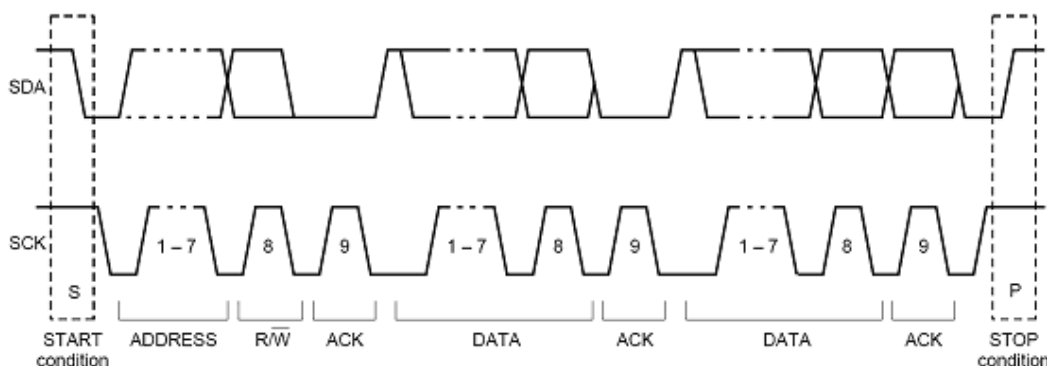 SDA
SCK
1 – 7
8
9
1 – 7
8
9
1 – 7
8
9
S
P
START
condition
ADDRESS
R/W̅
ACK
DATA
ACK
DATA
ACK
STOP
condition